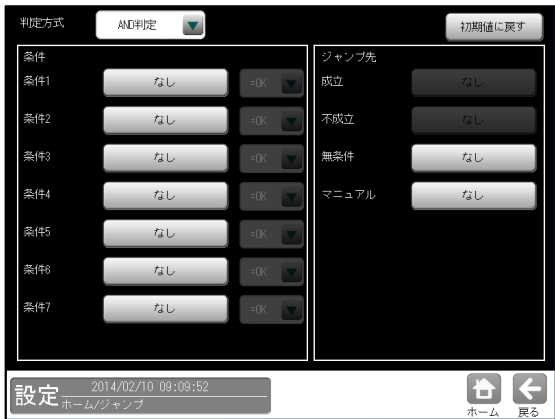 判定方式 AND判定 初期値に戻す
条件
条件1 なし =OK
条件2 なし =OK
条件3 なし =OK
条件4 なし =OK
条件5 なし =OK
条件6 なし =OK
条件7 なし =OK
ジャンプ先
成立 なし
不成立 なし
無条件 なし
マニュアル なし
設定 2014/02/10 09:09:52
ホーム/ジャンプ
ホーム 戻る